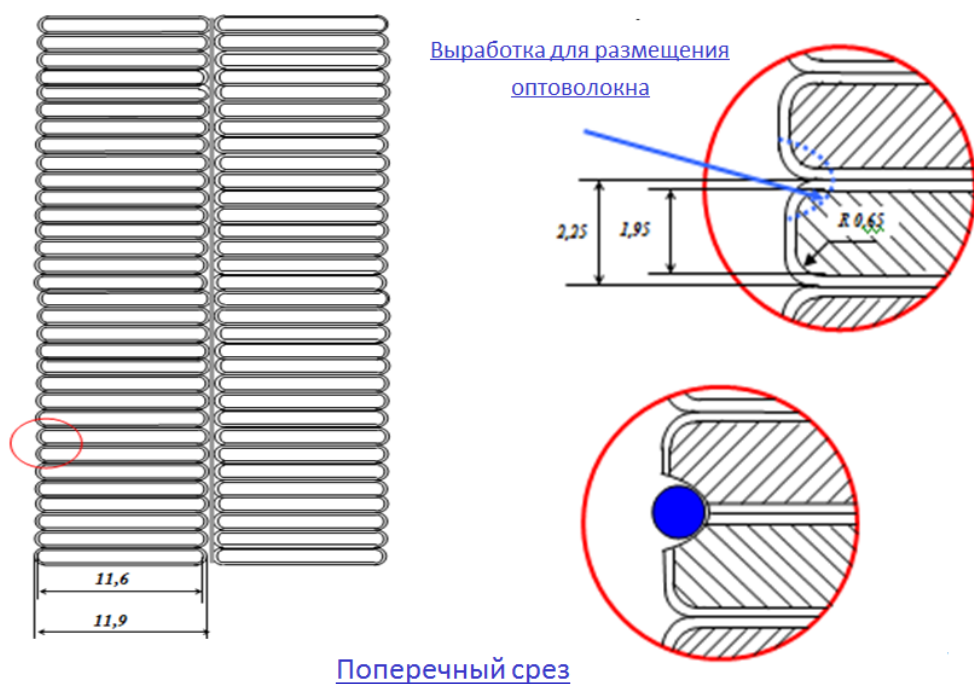 Выработка для размещения
оптоволокна
2,25
1,95
R 0,65
11,6
11,9
Поперечный срез